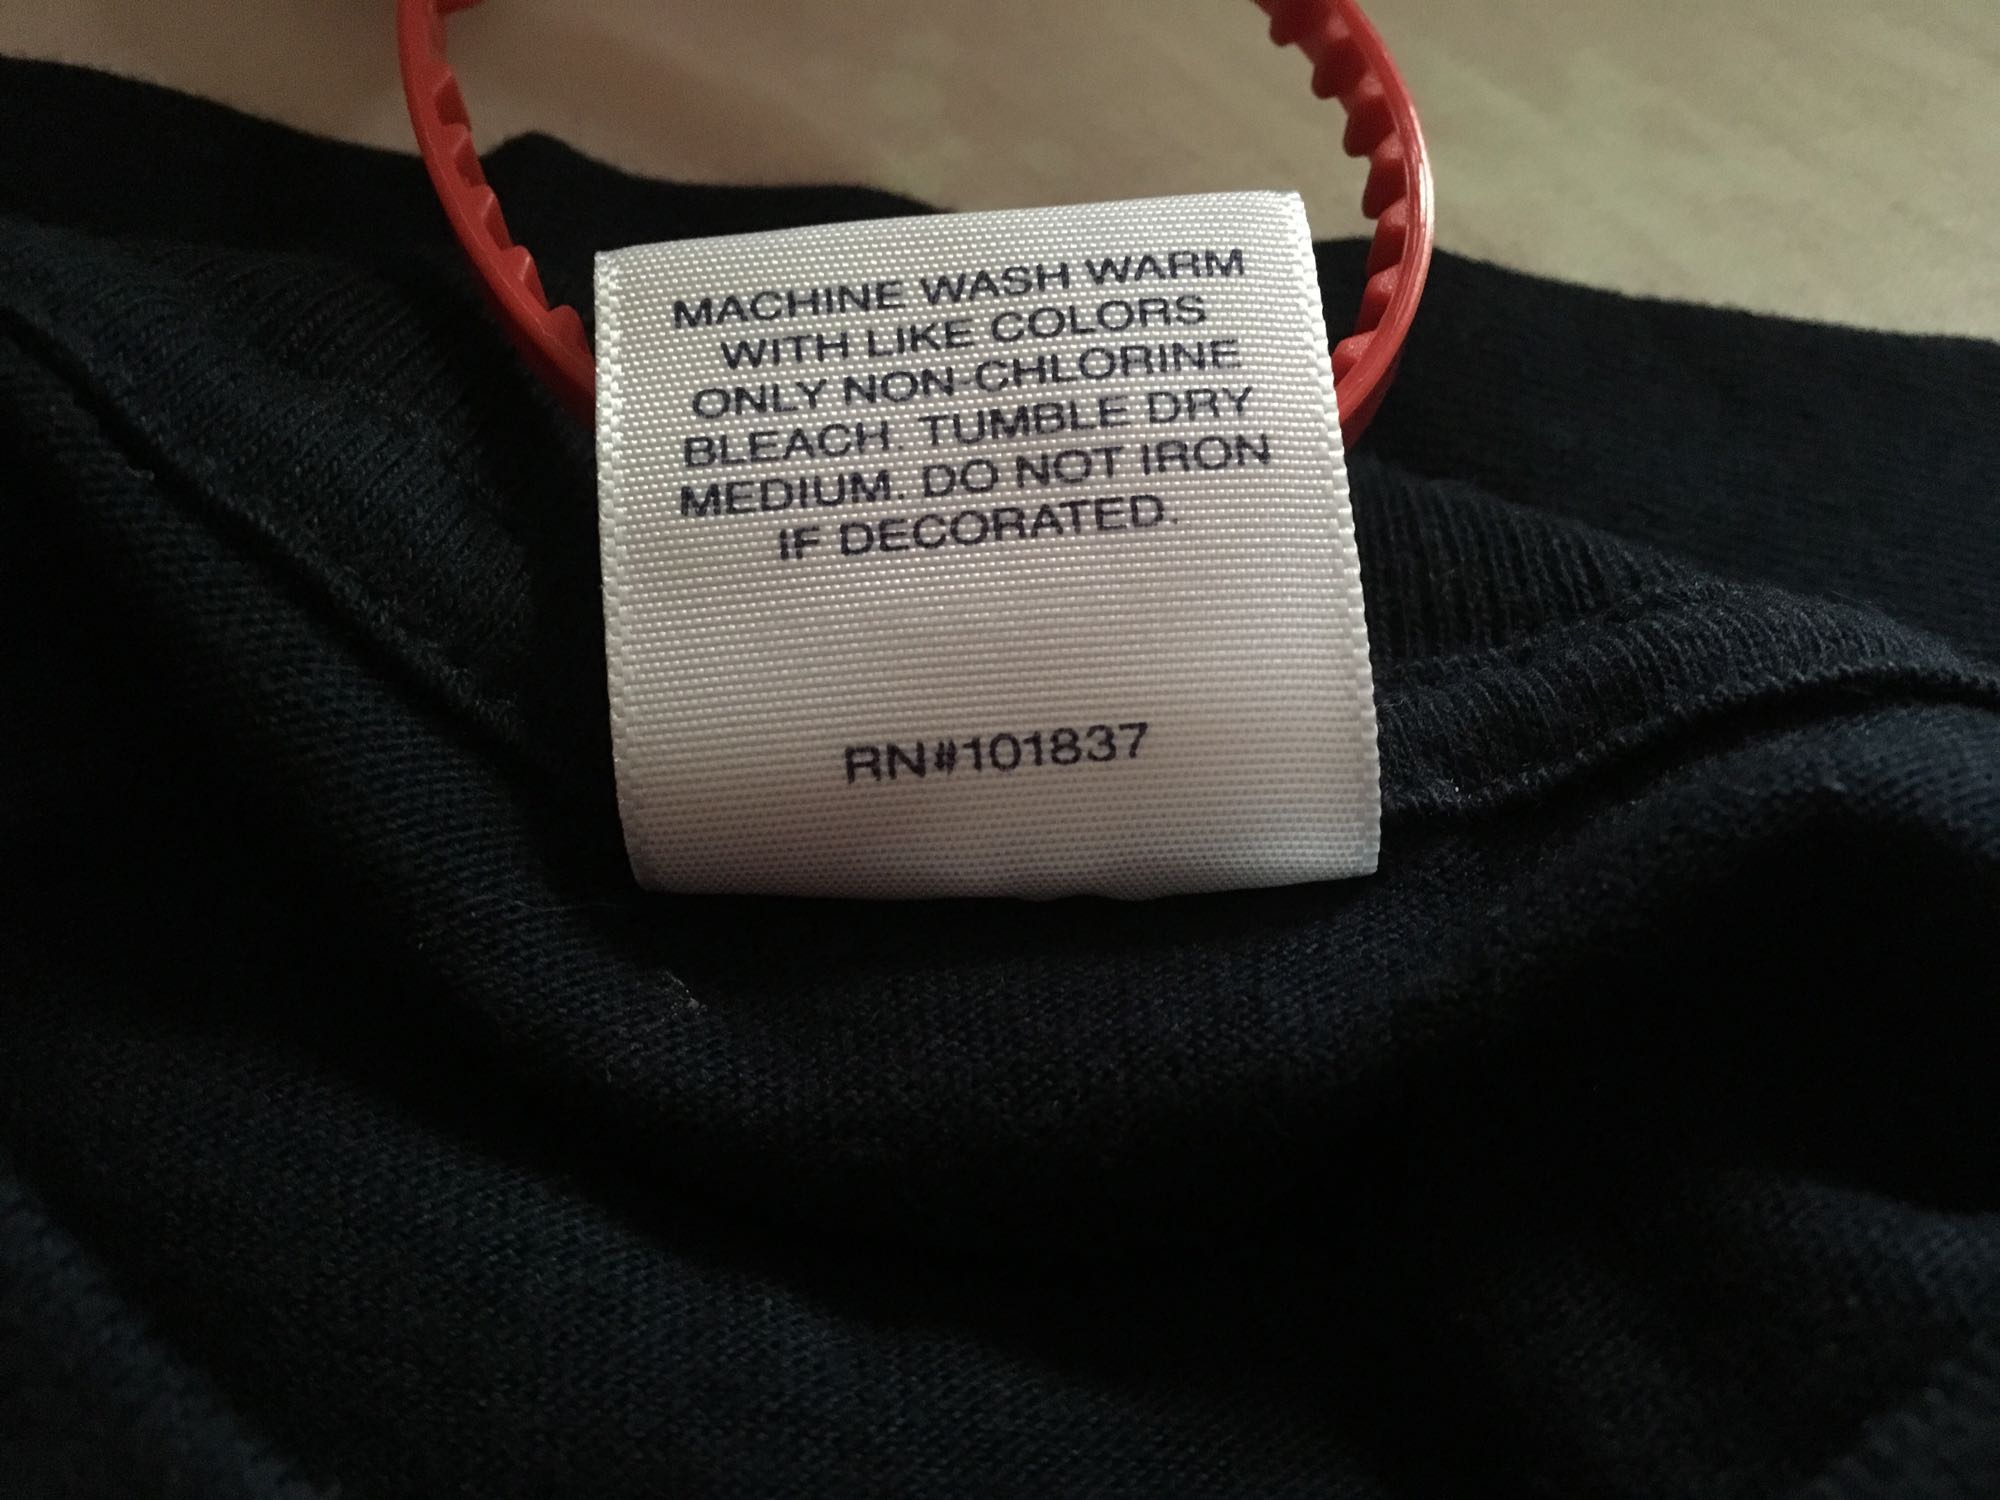 MACHINE WASH WARM
WITH LIKE COLORS
ONLY NON-CHLORINE
BLEACH. TUMBLE DRY
MEDIUM. DO NOT IRON
IF DECORATED.
RN#101837